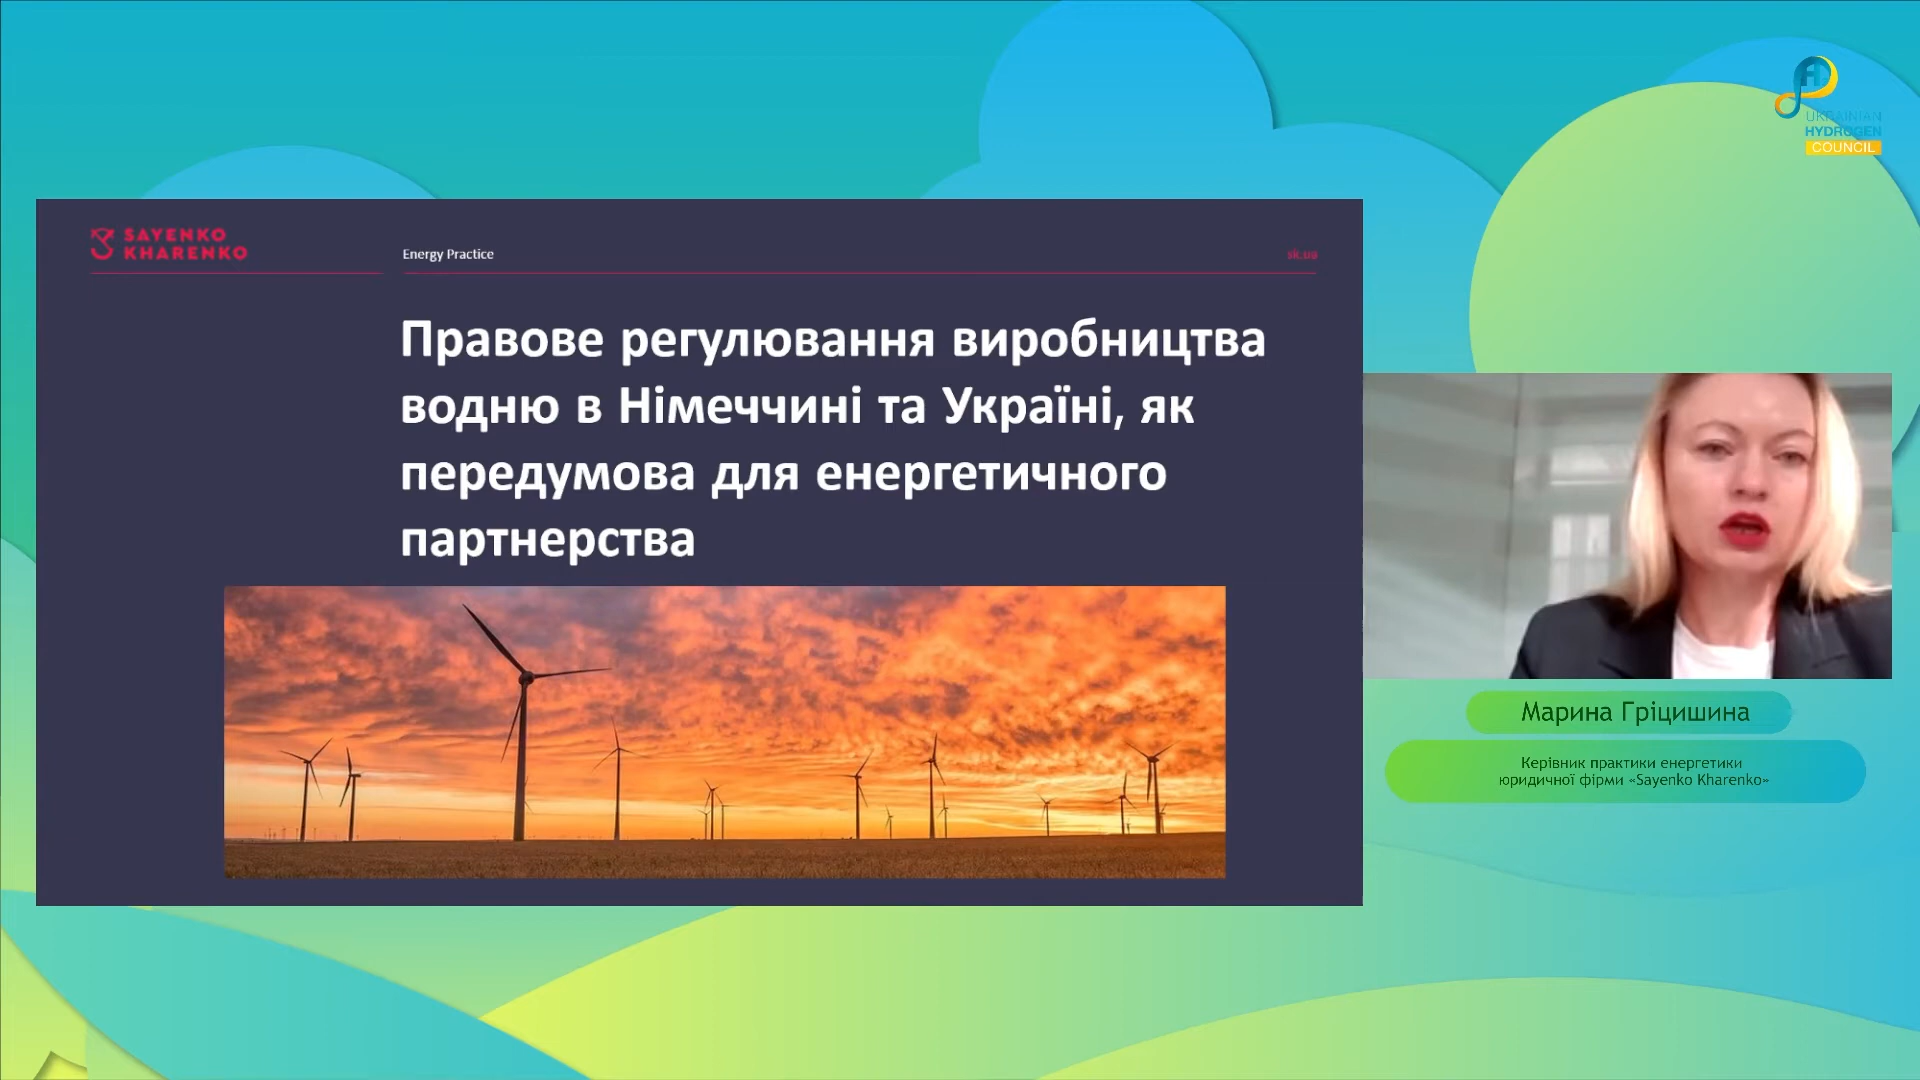 UKRAINIAN
HYDROGEN
COUNCIL
SAYENKO
KHARENKO
Energy Practice
sk.ua
Правове регулювання виробництва
водню в Німеччині та Україні, як
передумова для енергетичного
партнерства
Марина Гріцишина
Керівник практики енергетики
юридичної фірми «Sayenko Kharenko»